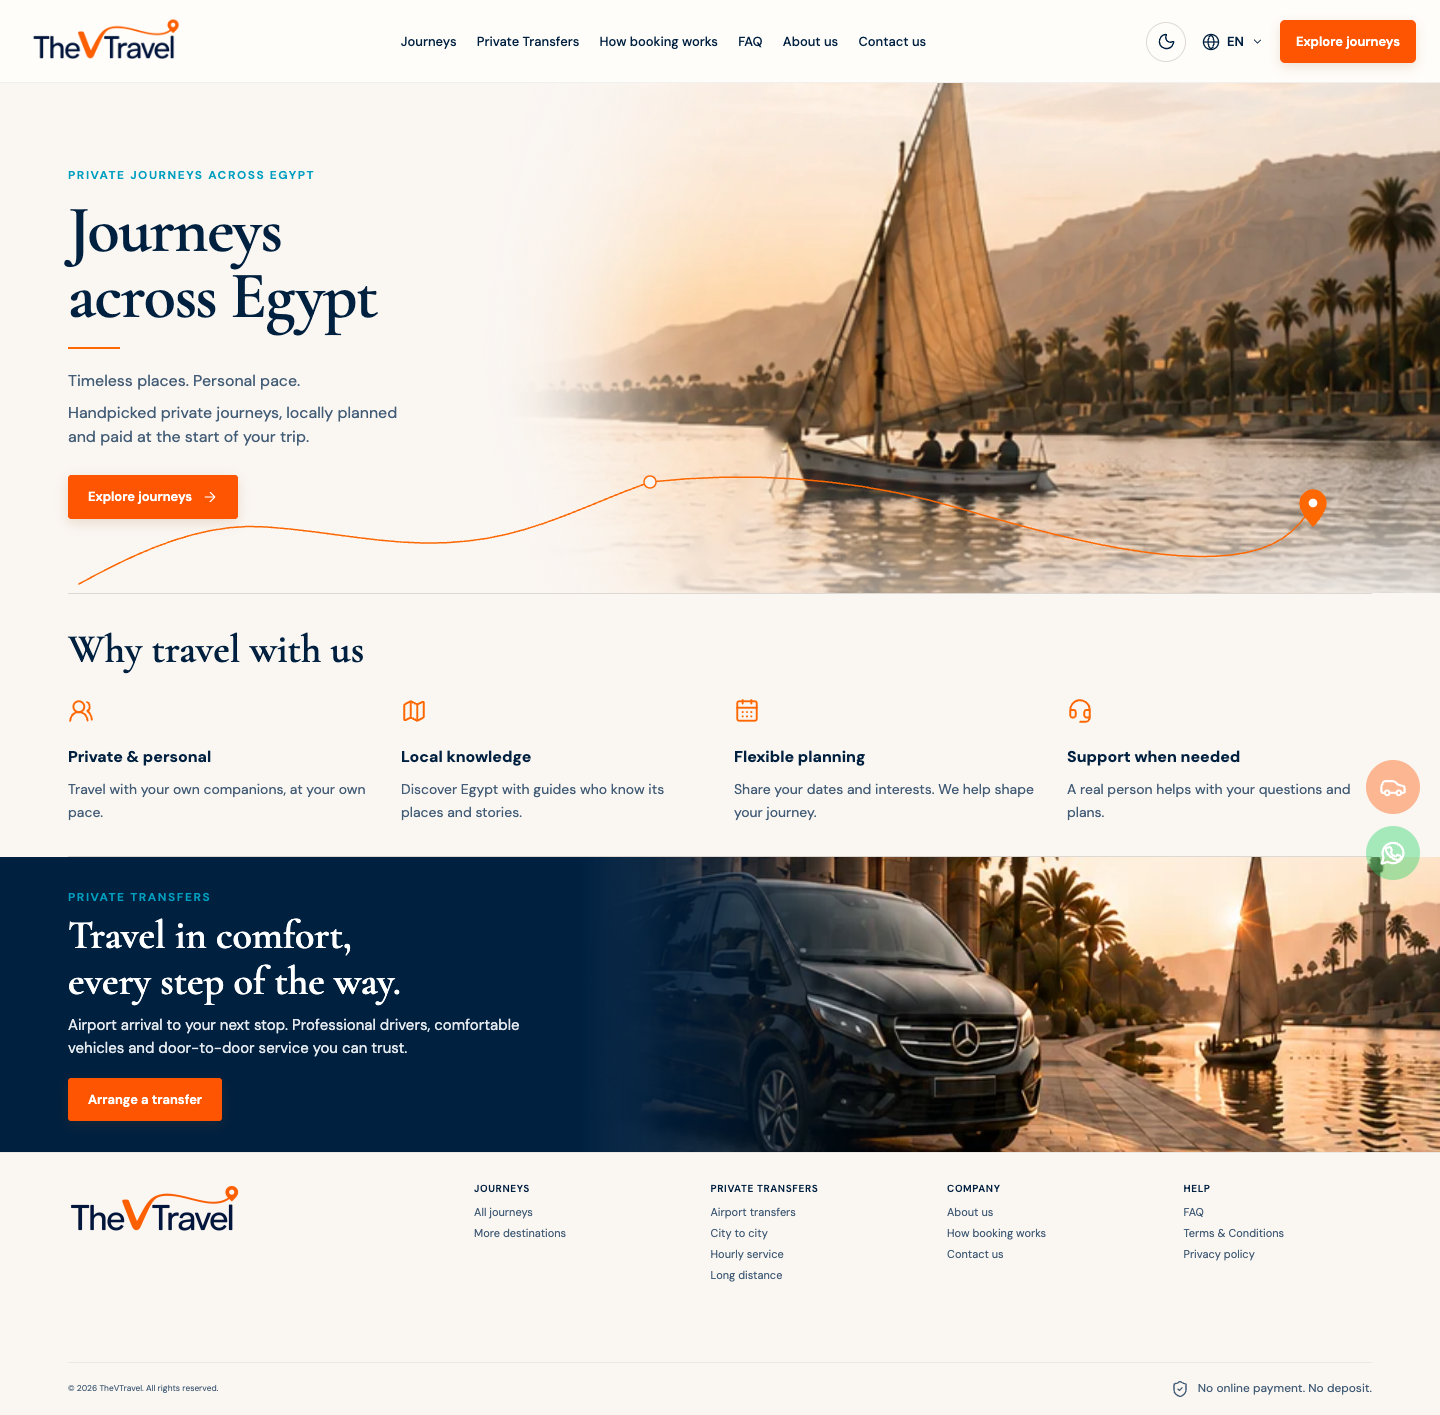 TheVTravel
Journeys
Private Transfers
How booking works
FAQ
About us
Contact us
EN
Explore journeys
PRIVATE JOURNEYS ACROSS EGYPT
Journeys
across Egypt
Timeless places. Personal pace.
Handpicked private journeys, locally planned
and paid at the start of your trip.
Explore journeys
Why travel with us
Private & personal
Travel with your own companions, at your own
pace.
Local knowledge
Discover Egypt with guides who know its
places and stories.
Flexible planning
Share your dates and interests. We help shape
your journey.
Support when needed
A real person helps with your questions and
plans.
PRIVATE TRANSFERS
Travel in comfort,
every step of the way.
Airport arrival to your next stop. Professional drivers, comfortable
vehicles and door-to-door service you can trust.
Arrange a transfer
TheVTravel
JOURNEYS
All journeys
More destinations
PRIVATE TRANSFERS
Airport transfers
City to city
Hourly service
Long distance
COMPANY
About us
How booking works
Contact us
HELP
FAQ
Terms & Conditions
Privacy policy
© 2026 TheVTravel. All rights reserved.
No online payment. No deposit.